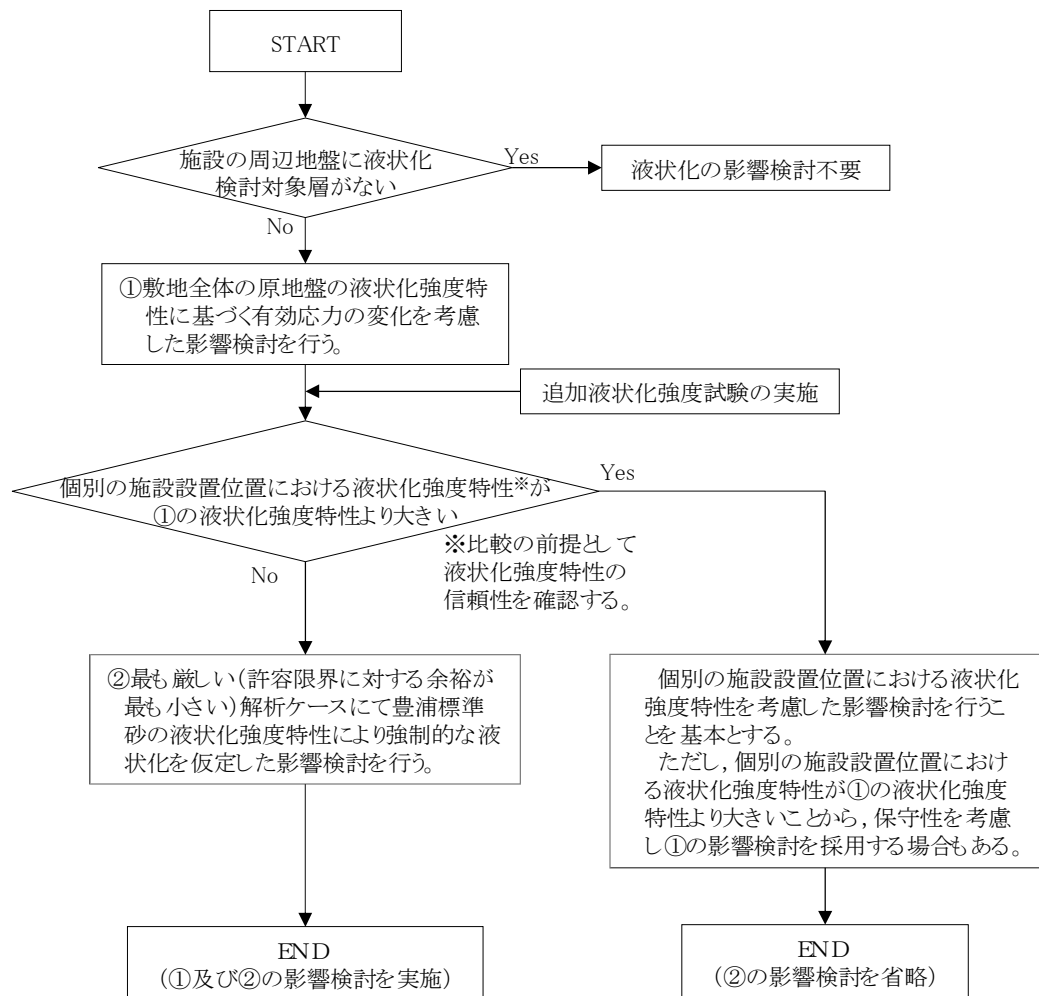 START
施設の周辺地盤に液状化
検討対象層がない
Yes
液状化の影響検討不要
No
①敷地全体の原地盤の液状化強度特
性に基づく有効応力の変化を考慮
した影響検討を行う。
追加液状化強度試験の実施
個別の施設設置位置における液状化強度特性※が
①の液状化強度特性より大きい
Yes
※比較の前提として
液状化強度特性の
信頼性を確認する。
No
②最も厳しい(許容限界に対する余裕が
最も小さい)解析ケースにて豊浦標準
砂の液状化強度特性により強制的な液
状化を仮定した影響検討を行う。
個別の施設設置位置における液状化
強度特性を考慮した影響検討を行うこ
とを基本とする。
ただし,個別の施設設置位置におけ
る液状化強度特性が①の液状化強度
特性より大きいことから,保守性を考慮
し①の影響検討を採用する場合もある。
END
(①及び②の影響検討を実施)
END
(②の影響検討を省略)